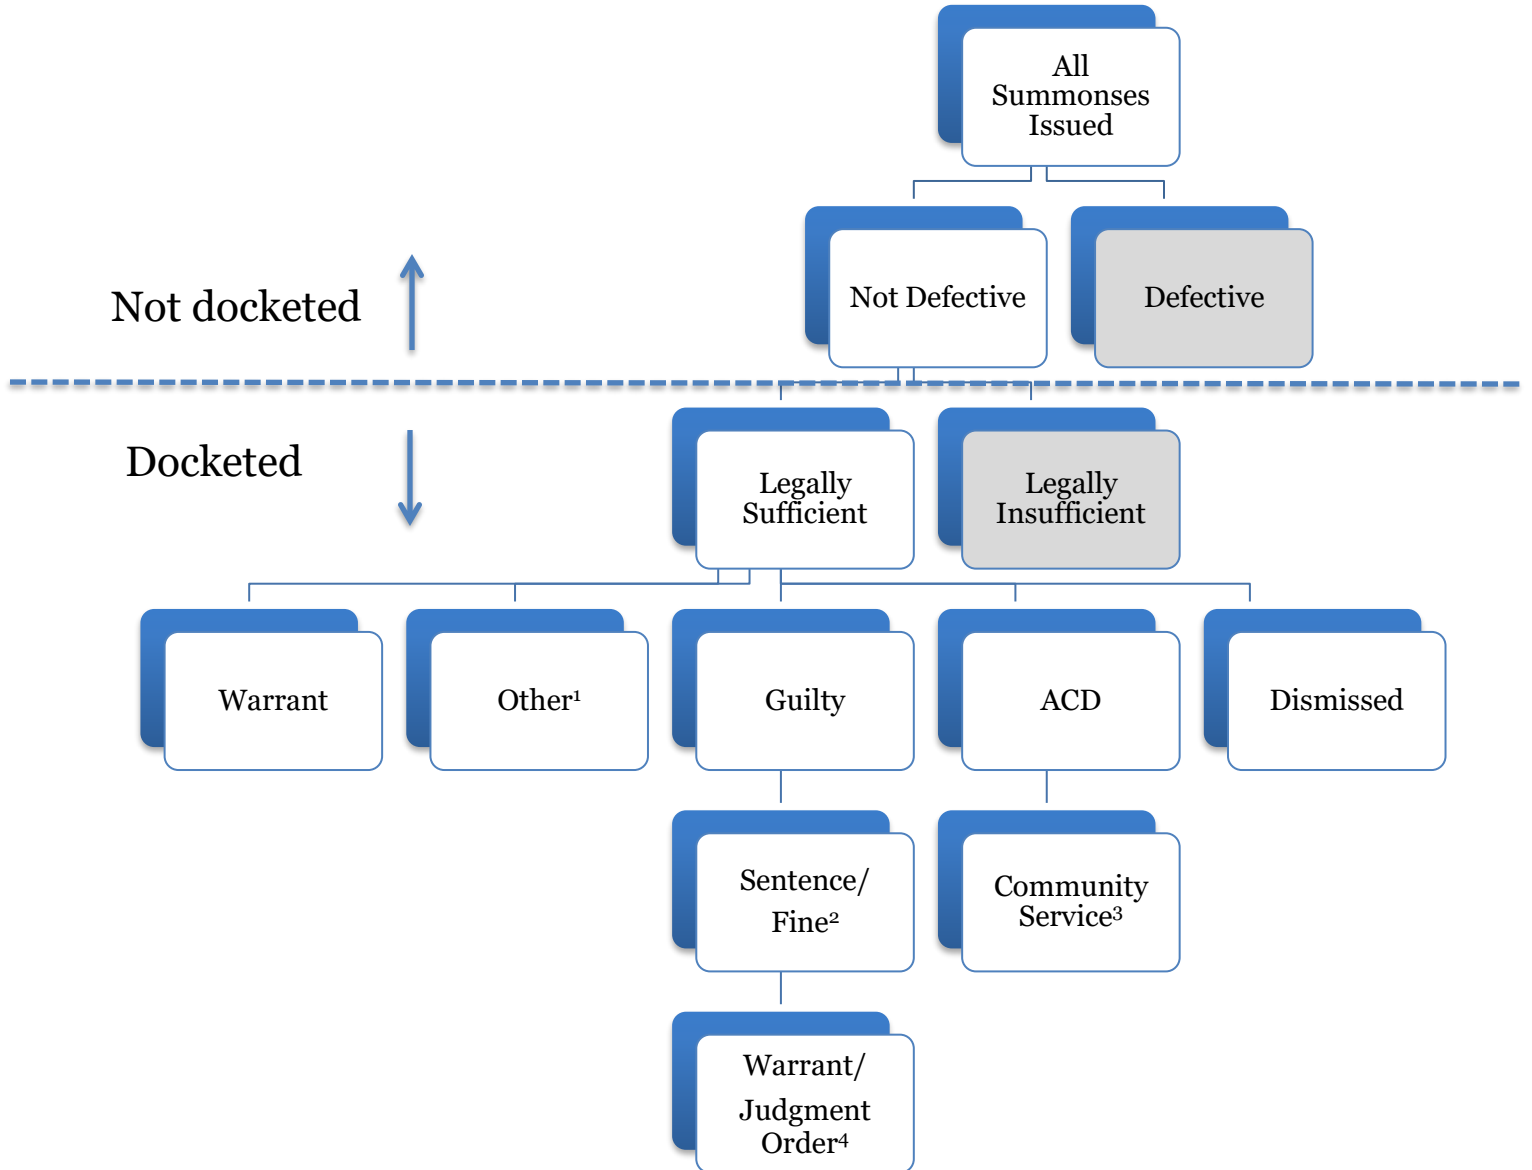 All
Summonses
Issued
Not Defective
Defective
Not docketed
Docketed
Legally
Sufficient
Legally
Insufficient
Warrant
Other¹
Guilty
ACD
Dismissed
Sentence/
Fine²
Community
Service³
Warrant/
Judgment
Order⁴